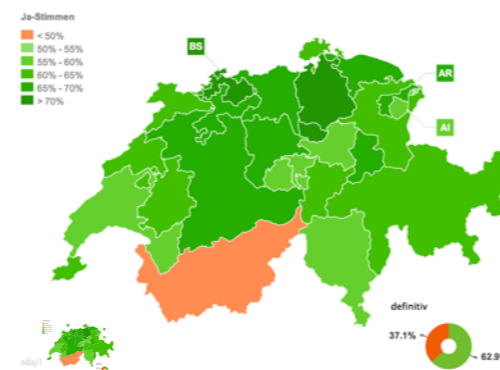 Ja-Stimmen
< 50%
50% - 55%
55% - 60%
60% - 65%
65% - 70%
> 70%
BS
AR
AI
definitiv
37.1%
62.9
sda/